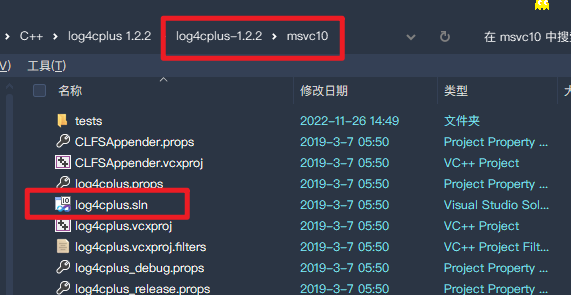 C++ › log4cplus 1.2.2 › log4cplus-1.2.2 › msvc10 在 msvc10 中搜
V) 工具(T)
名称 修改日期 类型
tests 2022-11-26 14:49 文件夹
CLFSAppender.props 2019-3-7 05:50 Project Property ...
CLFSAppender.vcxproj 2019-3-7 05:50 VC++ Project
log4cplus.props 2019-3-7 05:50 Project Property ...
log4cplus.sln 2019-3-7 05:50 Visual Studio Sol...
log4cplus.vcxproj 2019-3-7 05:50 VC++ Project
log4cplus.vcxproj.filters 2019-3-7 05:50 VC++ Project Filt...
log4cplus_debug.props 2019-3-7 05:50 Project Property ...
log4cplus_release.props 2019-3-7 05:50 Project Property ...